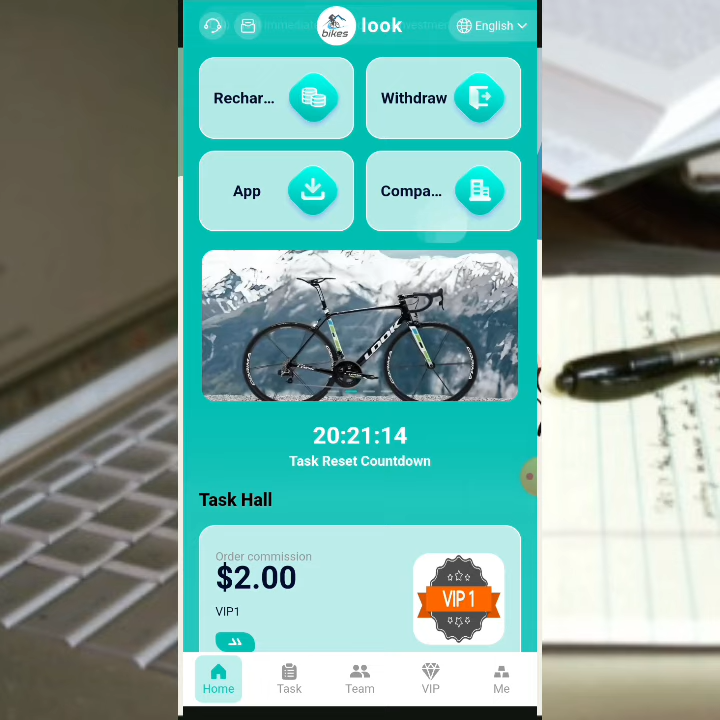 bikes
look
English
Rechar...
Withdraw
App
Compa...
LOOK
20:21:14
Task Reset Countdown
Task Hall
Order commission
$2.00
VIP1
VIP 1
Home
Task
Team
VIP
Me